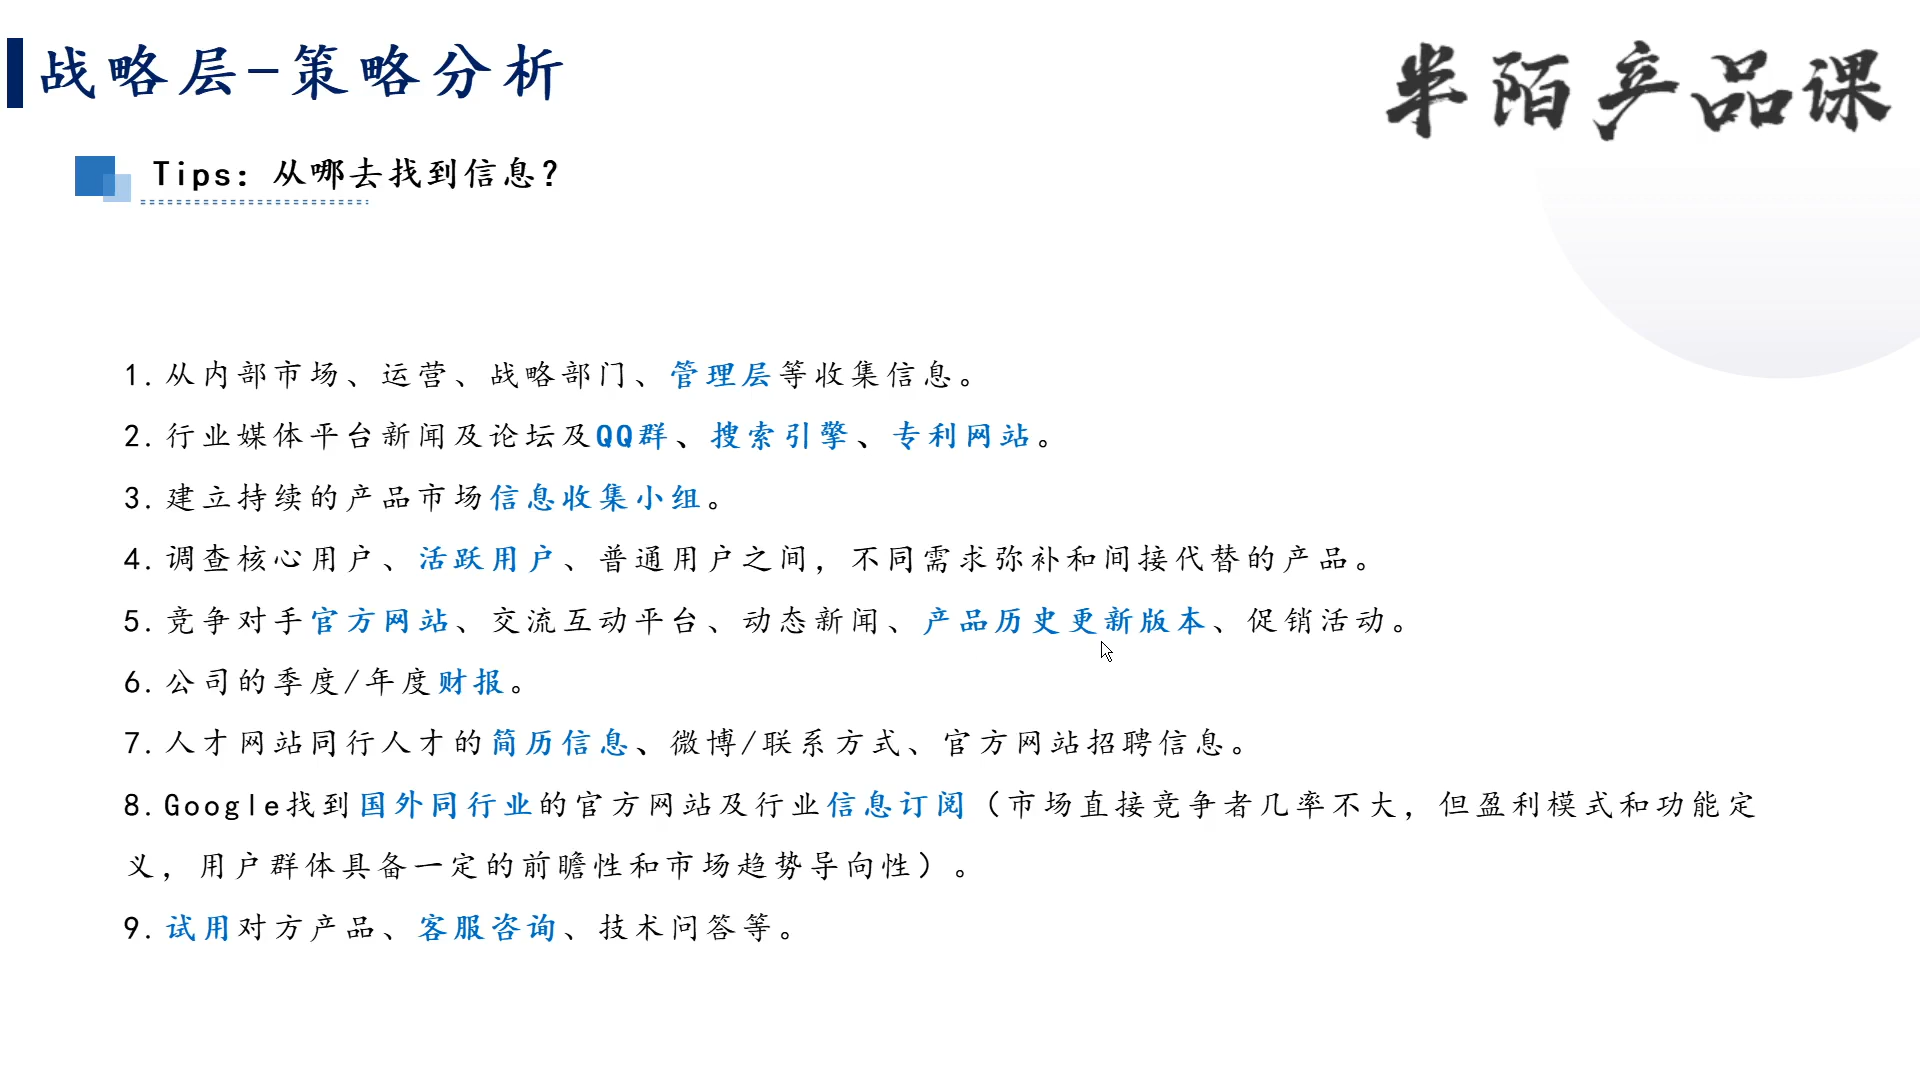 战略层-策略分析
半陌产品课
Tips：从哪去找到信息？
1.从内部市场、运营、战略部门、管理层等收集信息。
2.行业媒体平台新闻及论坛及QQ群、搜索引擎、专利网站。
3.建立持续的产品市场信息收集小组。
4.调查核心用户、活跃用户、普通用户之间，不同需求弥补和间接代替的产品。
5.竞争对手官方网站、交流互动平台、动态新闻、产品历史更新版本、促销活动。
6.公司的季度/年度财报。
7.人才网站同行人才的简历信息、微博/联系方式、官方网站招聘信息。
8.Google找到国外同行业的官方网站及行业信息订阅（市场直接竞争者几率不大，但盈利模式和功能定
义，用户群体具备一定的前瞻性和市场趋势导向性）。
9.试用对方产品、客服咨询、技术问答等。